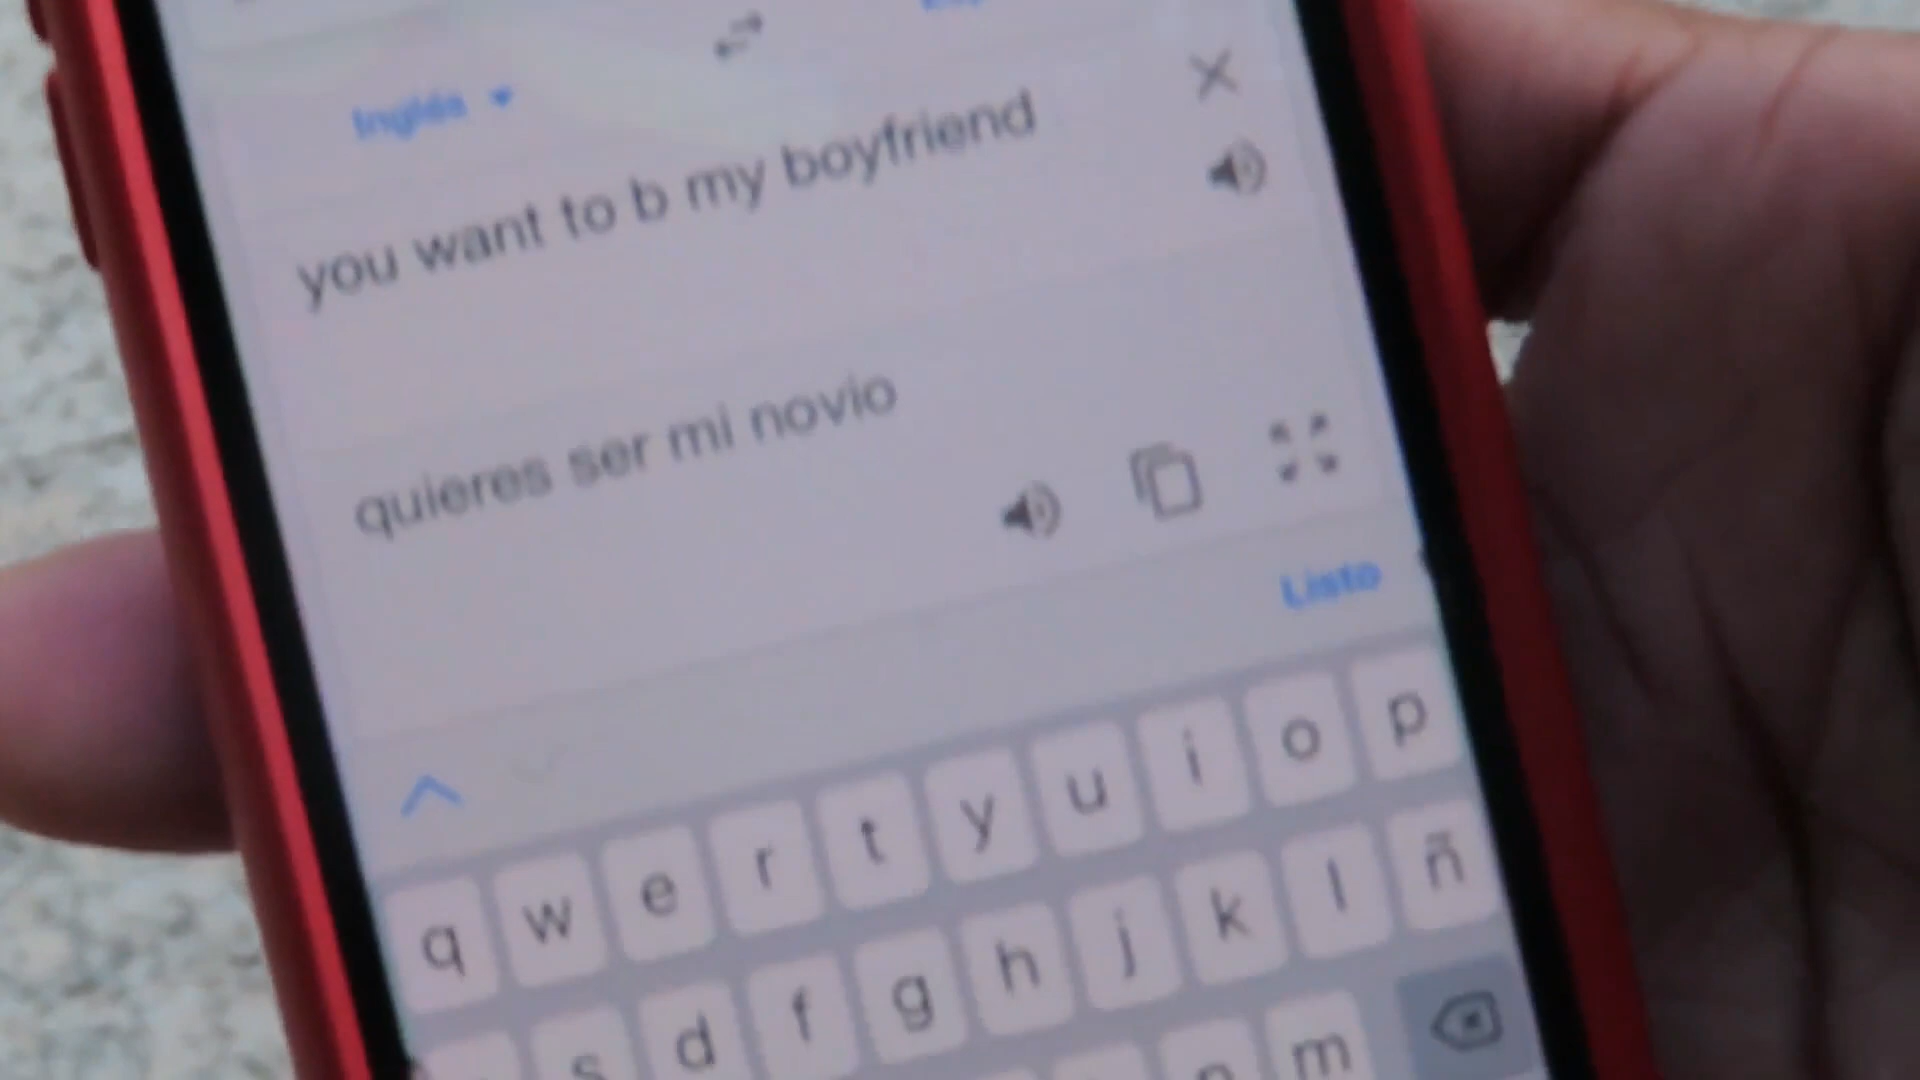 Inglés
you want to b my boyfriend
quieres ser mi novio
Listo
q w e r t y u i o p
s d f g h j k l ñ
n m